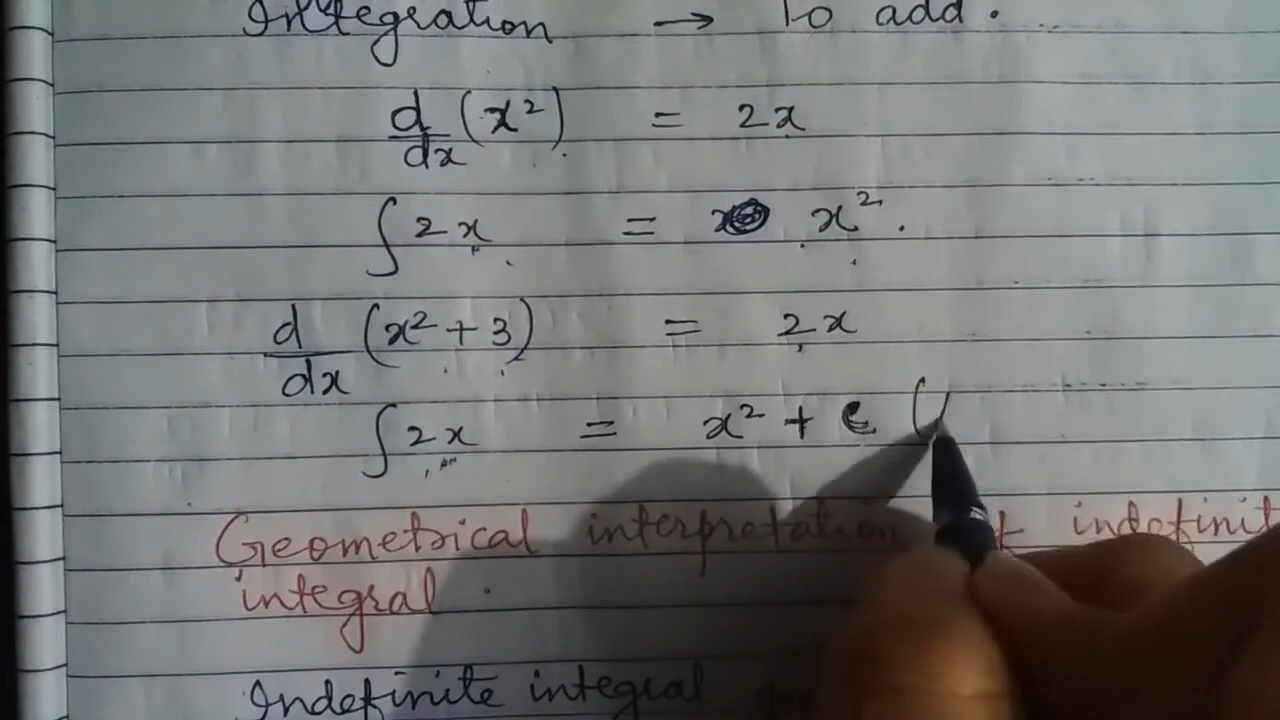 Integration → To add.
d/dx (x²) = 2x
∫2x = x².
d/dx (x² + 3) = 2x
∫2x = x² + c (
Geometrical interpretation indefinit
integral.
Indefinite integral